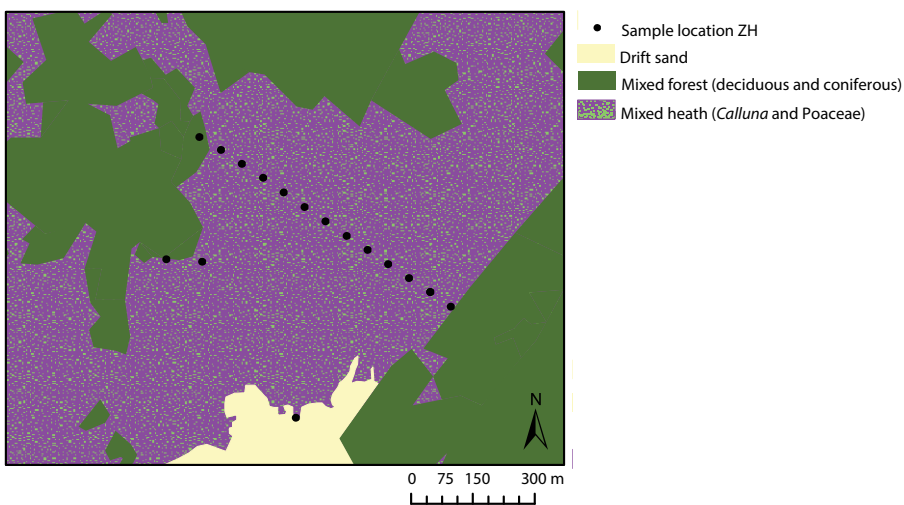 Sample location ZH
Drift sand
Mixed forest (deciduous and coniferous)
Mixed heath (Calluna and Poaceae)
N
0 75 150 300 m